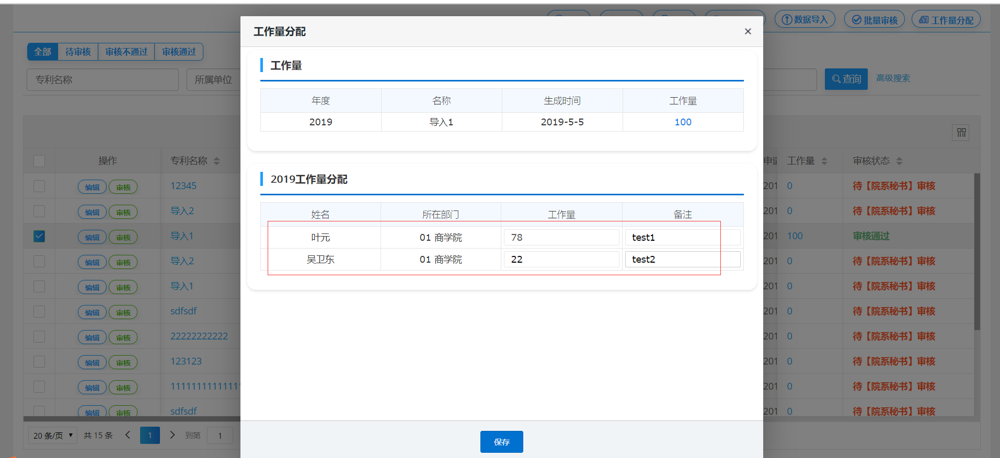 数据导入 批量审核 工作量分配
工作量分配 ×
全部 待审核 审核不通过 审核通过
工作量
专利名称 所属单位 查询 高级搜索
年度 名称 生成时间 工作量
2019 导入1 2019-5-5 100
操作 专利名称 申请 工作量 审核状态
2019工作量分配
编辑 审核 12345 201 0 待【院系秘书】审核
姓名 所在部门 工作量 备注
编辑 审核 导入2 201 0 待【院系秘书】审核
叶元 01 商学院 78 test1
编辑 审核 导入1 201 100 审核通过
吴卫东 01 商学院 22 test2
编辑 审核 导入2 201 0 待【院系秘书】审核
编辑 审核 导入1 201 0 待【院系秘书】审核
编辑 审核 sdfsdf 201 0 待【院系秘书】审核
编辑 审核 22222222222 201 0 待【院系秘书】审核
编辑 审核 123123 201 0 待【院系秘书】审核
编辑 审核 201 0 待【院系秘书】审核
编辑 审核 sdfsdf 201 0 待【院系秘书】审核
20 条/页 共 15 条 1 到第 1
保存